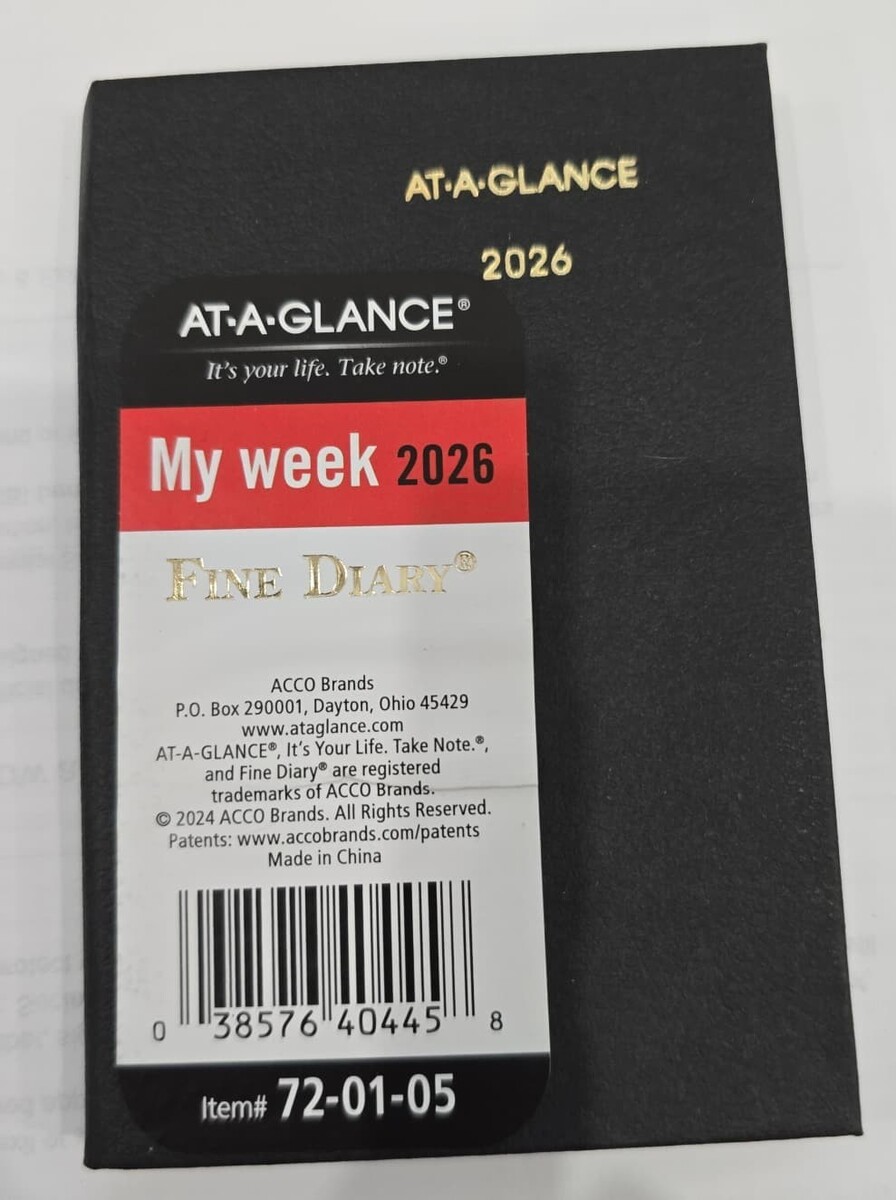 AT·A·GLANCE
2026
AT·A·GLANCE®
It's your life. Take note.®
My week 2026
FINE DIARY®
ACCO Brands
P.O. Box 290001, Dayton, Ohio 45429
www.ataglance.com
AT-A-GLANCE®, It's Your Life. Take Note.®,
and Fine Diary® are registered
trademarks of ACCO Brands.
© 2024 ACCO Brands. All Rights Reserved.
Patents: www.accobrands.com/patents
Made in China
0 38576 40445 8
Item# 72-01-05